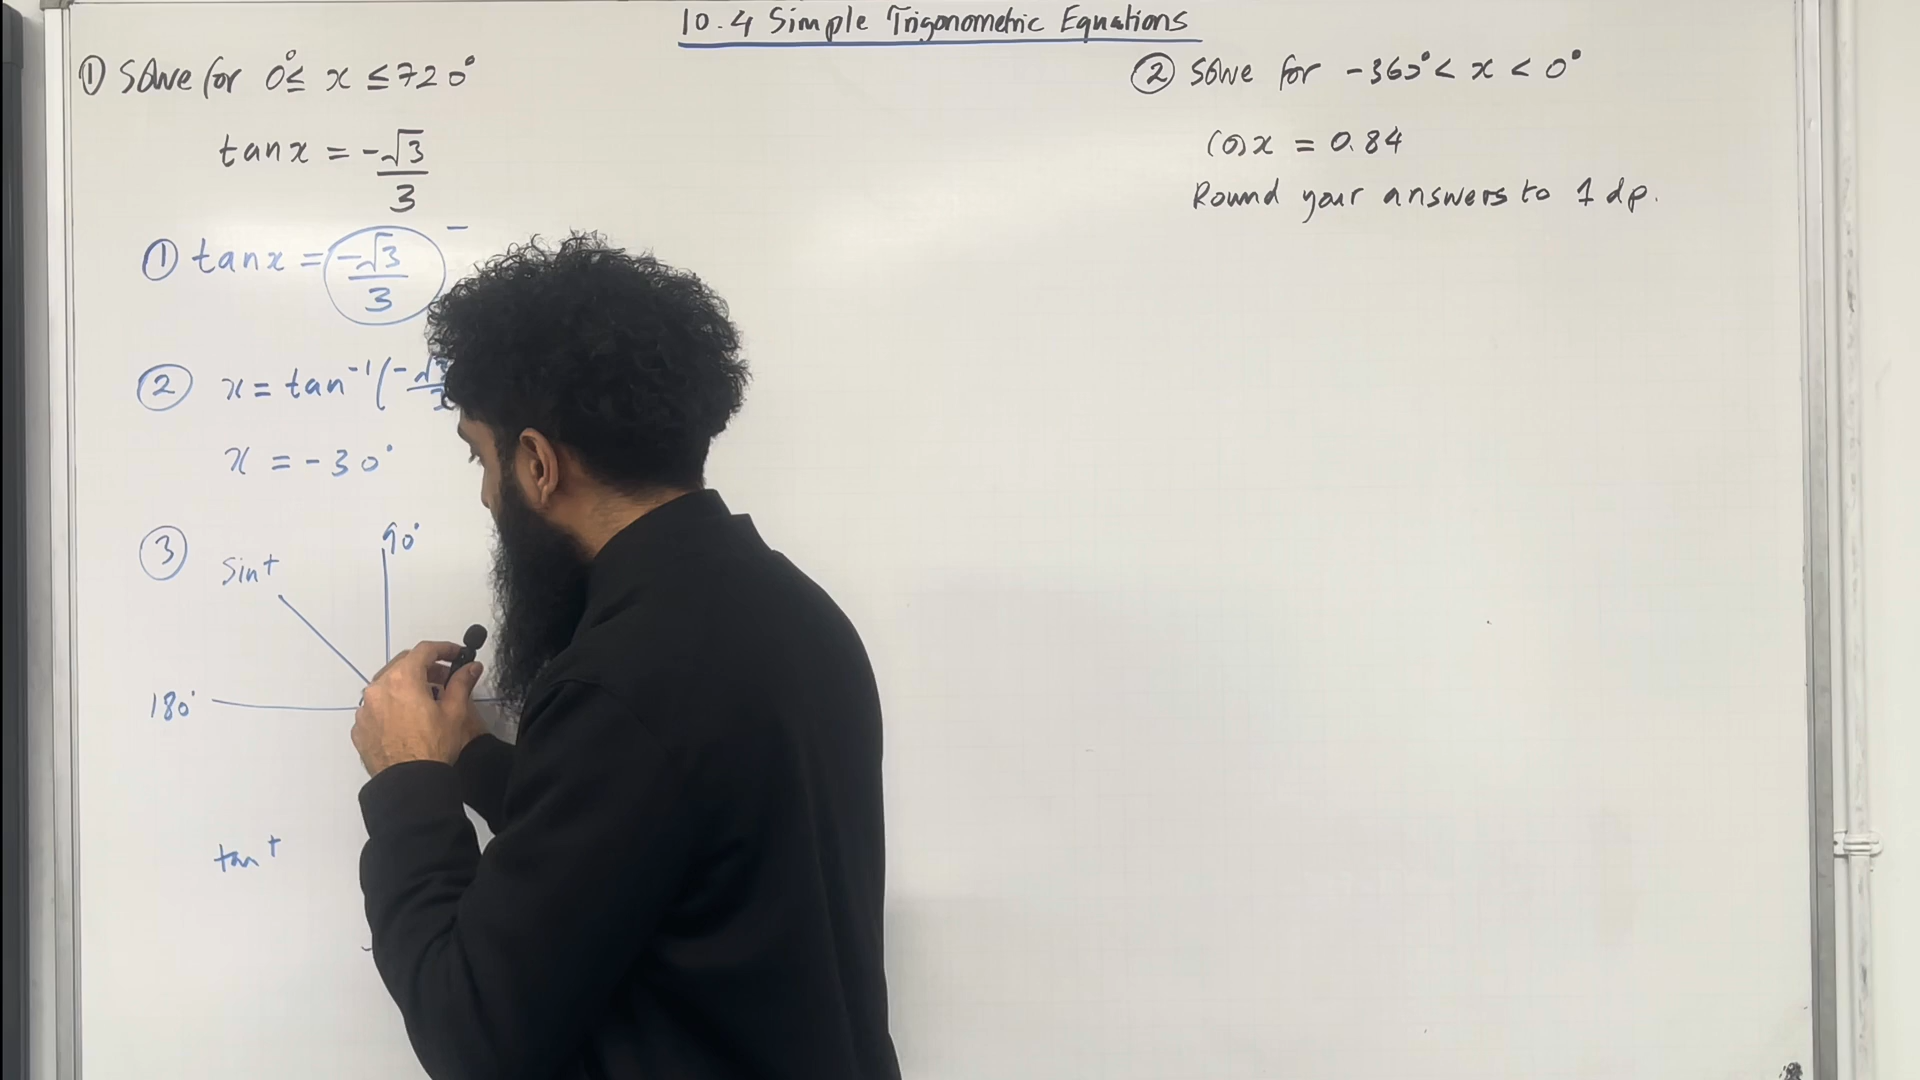 10.4 Simple Trigonometric Equations
① Solve for 0° ≤ x ≤ 720°
tan x = -√3/3
① tan x = -√3/3 -
② x = tan⁻¹(-√3
x = -30°
③ 90°
sin+
180°
tan+
② Solve for -360° < x < 0°
cos x = 0.84
Round your answers to 1 dp.